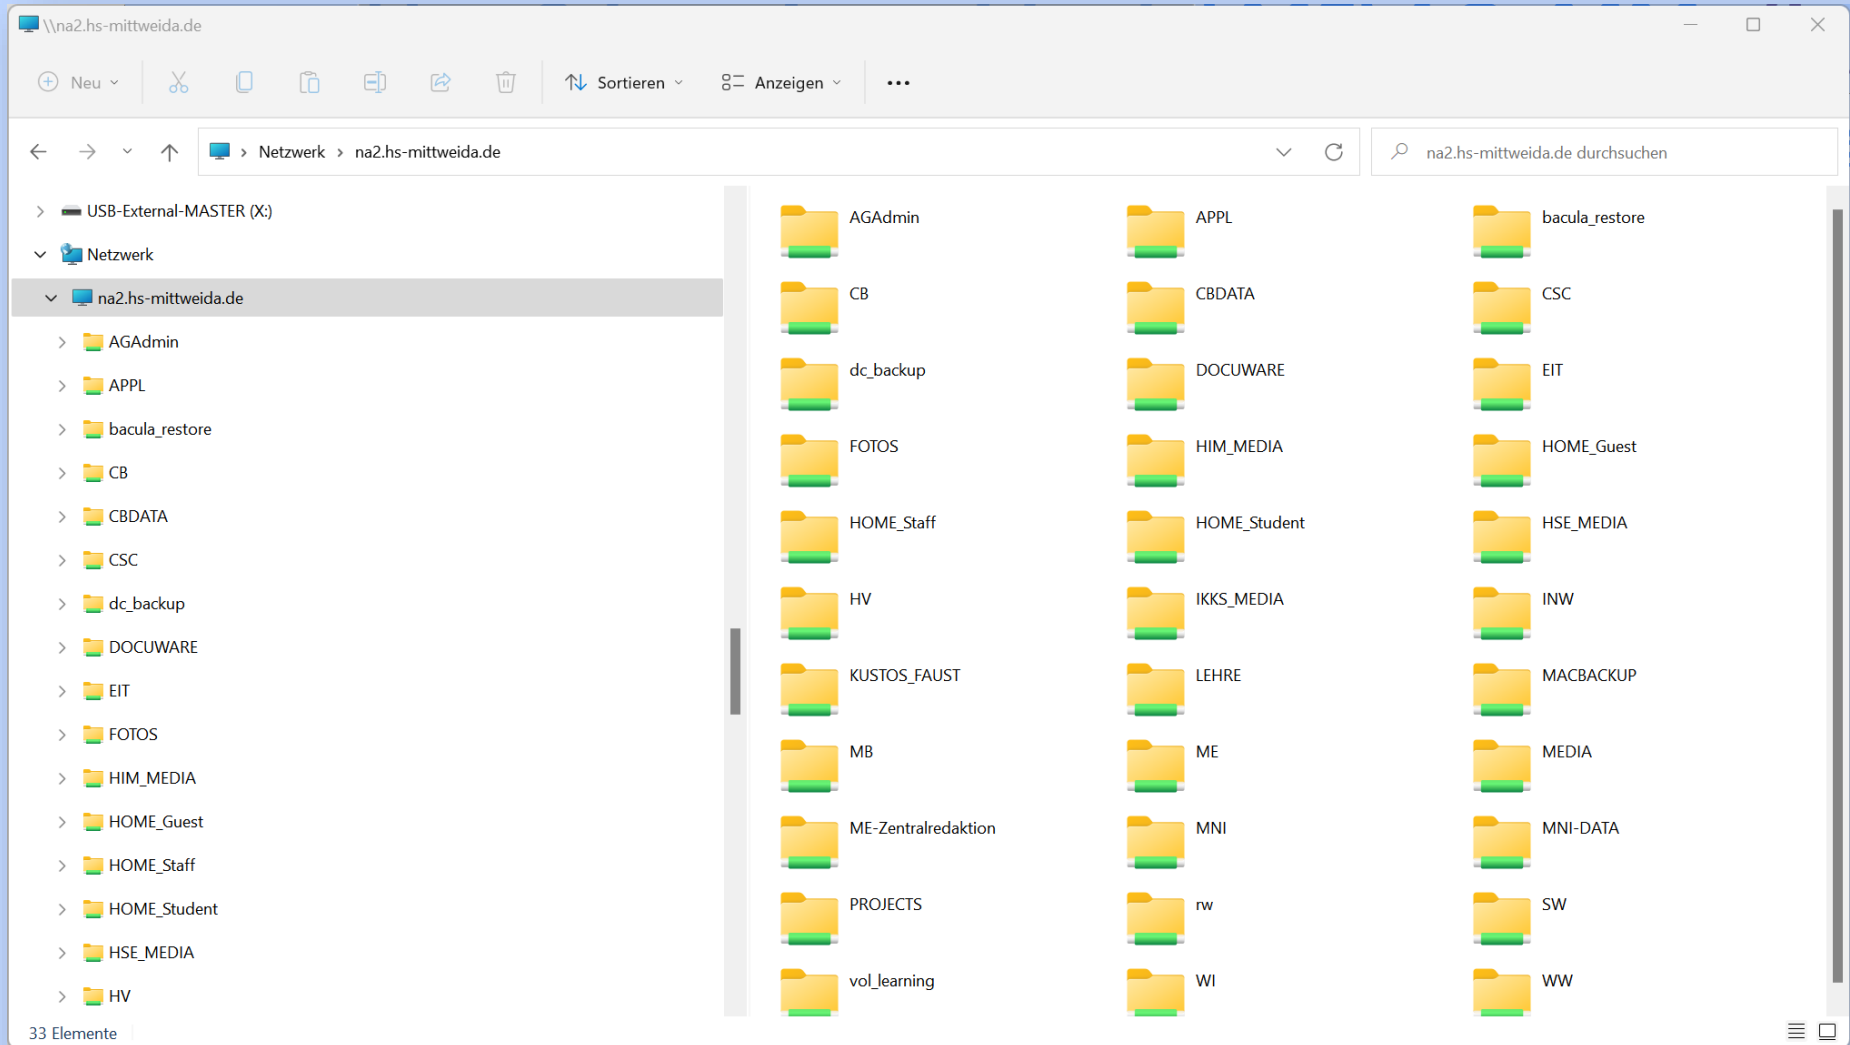 \\na2.hs-mittweida.de
Neu
Sortieren
Anzeigen
Netzwerk
na2.hs-mittweida.de
na2.hs-mittweida.de durchsuchen
USB-External-MASTER (X:)
Netzwerk
na2.hs-mittweida.de
AGAdmin
APPL
bacula_restore
CB
CBDATA
CSC
dc_backup
DOCUWARE
EIT
FOTOS
HIM_MEDIA
HOME_Guest
HOME_Staff
HOME_Student
HSE_MEDIA
HV
AGAdmin
APPL
bacula_restore
CB
CBDATA
CSC
dc_backup
DOCUWARE
EIT
FOTOS
HIM_MEDIA
HOME_Guest
HOME_Staff
HOME_Student
HSE_MEDIA
HV
IKKS_MEDIA
INW
KUSTOS_FAUST
LEHRE
MACBACKUP
MB
ME
MEDIA
ME-Zentralredaktion
MNI
MNI-DATA
PROJECTS
rw
SW
vol_learning
WI
WW
33 Elemente